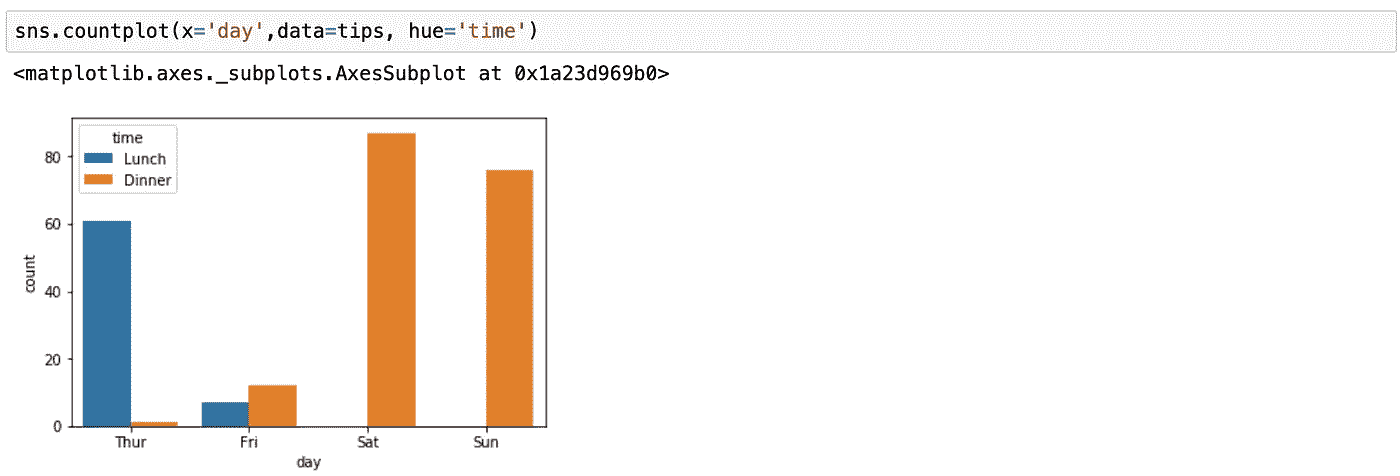 sns.countplot(x='day',data=tips, hue='time')
<matplotlib.axes._subplots.AxesSubplot at 0x1a23d969b0>
time
Lunch
Dinner
80
60
40
20
0
count
Thur Fri Sat Sun
day